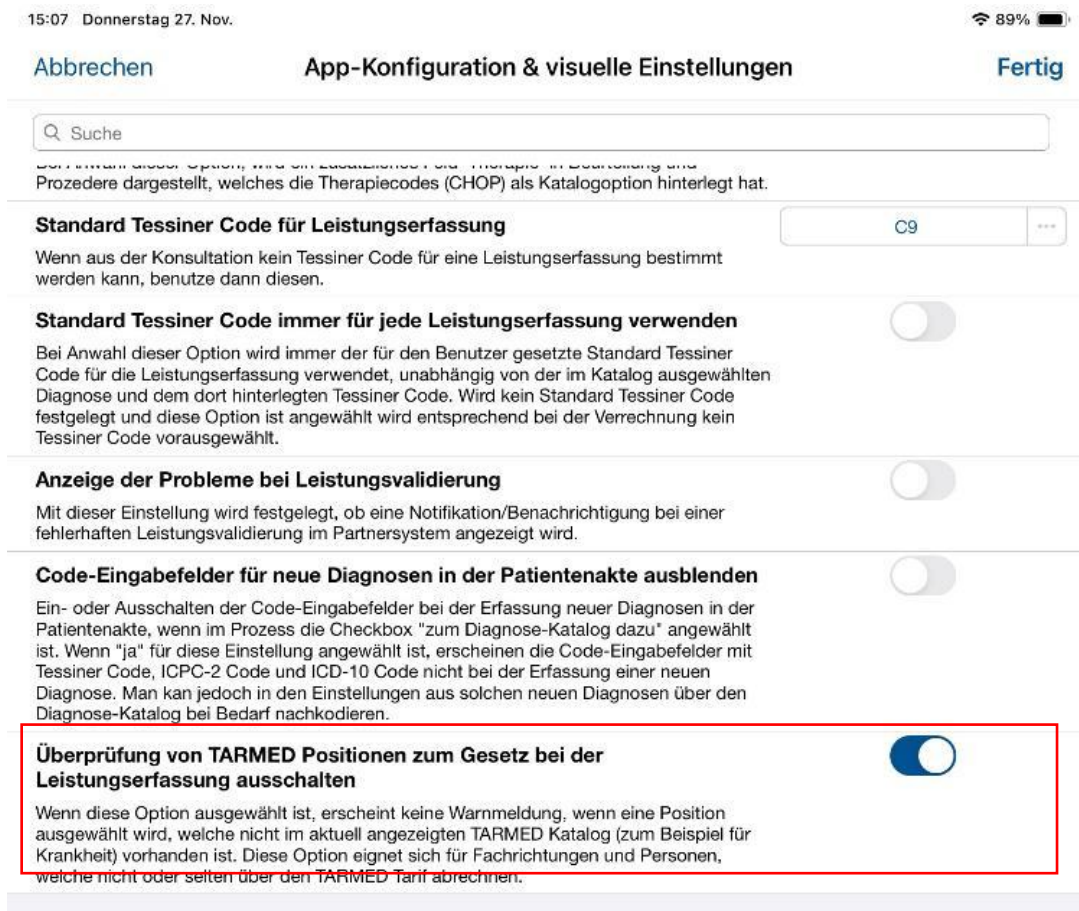 15:07 Donnerstag 27. Nov.
89%
Abbrechen
App-Konfiguration & visuelle Einstellungen
Fertig
Suche
Bei Anwahl dieser Option, wird ein zusätzliches Feld "Therapie" in Beurteilung und
Prozedere dargestellt, welches die Therapiecodes (CHOP) als Katalogoption hinterlegt hat.
Standard Tessiner Code für Leistungserfassung
C9
Wenn aus der Konsultation kein Tessiner Code für eine Leistungserfassung bestimmt
werden kann, benutze dann diesen.
Standard Tessiner Code immer für jede Leistungserfassung verwenden
Bei Anwahl dieser Option wird immer der für den Benutzer gesetzte Standard Tessiner
Code für die Leistungserfassung verwendet, unabhängig von der im Katalog ausgewählten
Diagnose und dem dort hinterlegten Tessiner Code. Wird kein Standard Tessiner Code
festgelegt und diese Option ist angewählt wird entsprechend bei der Verrechnung kein
Tessiner Code vorausgewählt.
Anzeige der Probleme bei Leistungsvalidierung
Mit dieser Einstellung wird festgelegt, ob eine Notifikation/Benachrichtigung bei einer
fehlerhaften Leistungsvalidierung im Partnersystem angezeigt wird.
Code-Eingabefelder für neue Diagnosen in der Patientenakte ausblenden
Ein- oder Ausschalten der Code-Eingabefelder bei der Erfassung neuer Diagnosen in der
Patientenakte, wenn im Prozess die Checkbox "zum Diagnose-Katalog dazu" angewählt
ist. Wenn "ja" für diese Einstellung angewählt ist, erscheinen die Code-Eingabefelder mit
Tessiner Code, ICPC-2 Code und ICD-10 Code nicht bei der Erfassung einer neuen
Diagnose. Man kann jedoch in den Einstellungen aus solchen neuen Diagnosen über den
Diagnose-Katalog bei Bedarf nachkodieren.
Überprüfung von TARMED Positionen zum Gesetz bei der
Leistungserfassung ausschalten
Wenn diese Option ausgewählt ist, erscheint keine Warnmeldung, wenn eine Position
ausgewählt wird, welche nicht im aktuell angezeigten TARMED Katalog (zum Beispiel für
Krankheit) vorhanden ist. Diese Option eignet sich für Fachrichtungen und Personen,
welche nicht oder selten über den TARMED Tarif abrechnen.